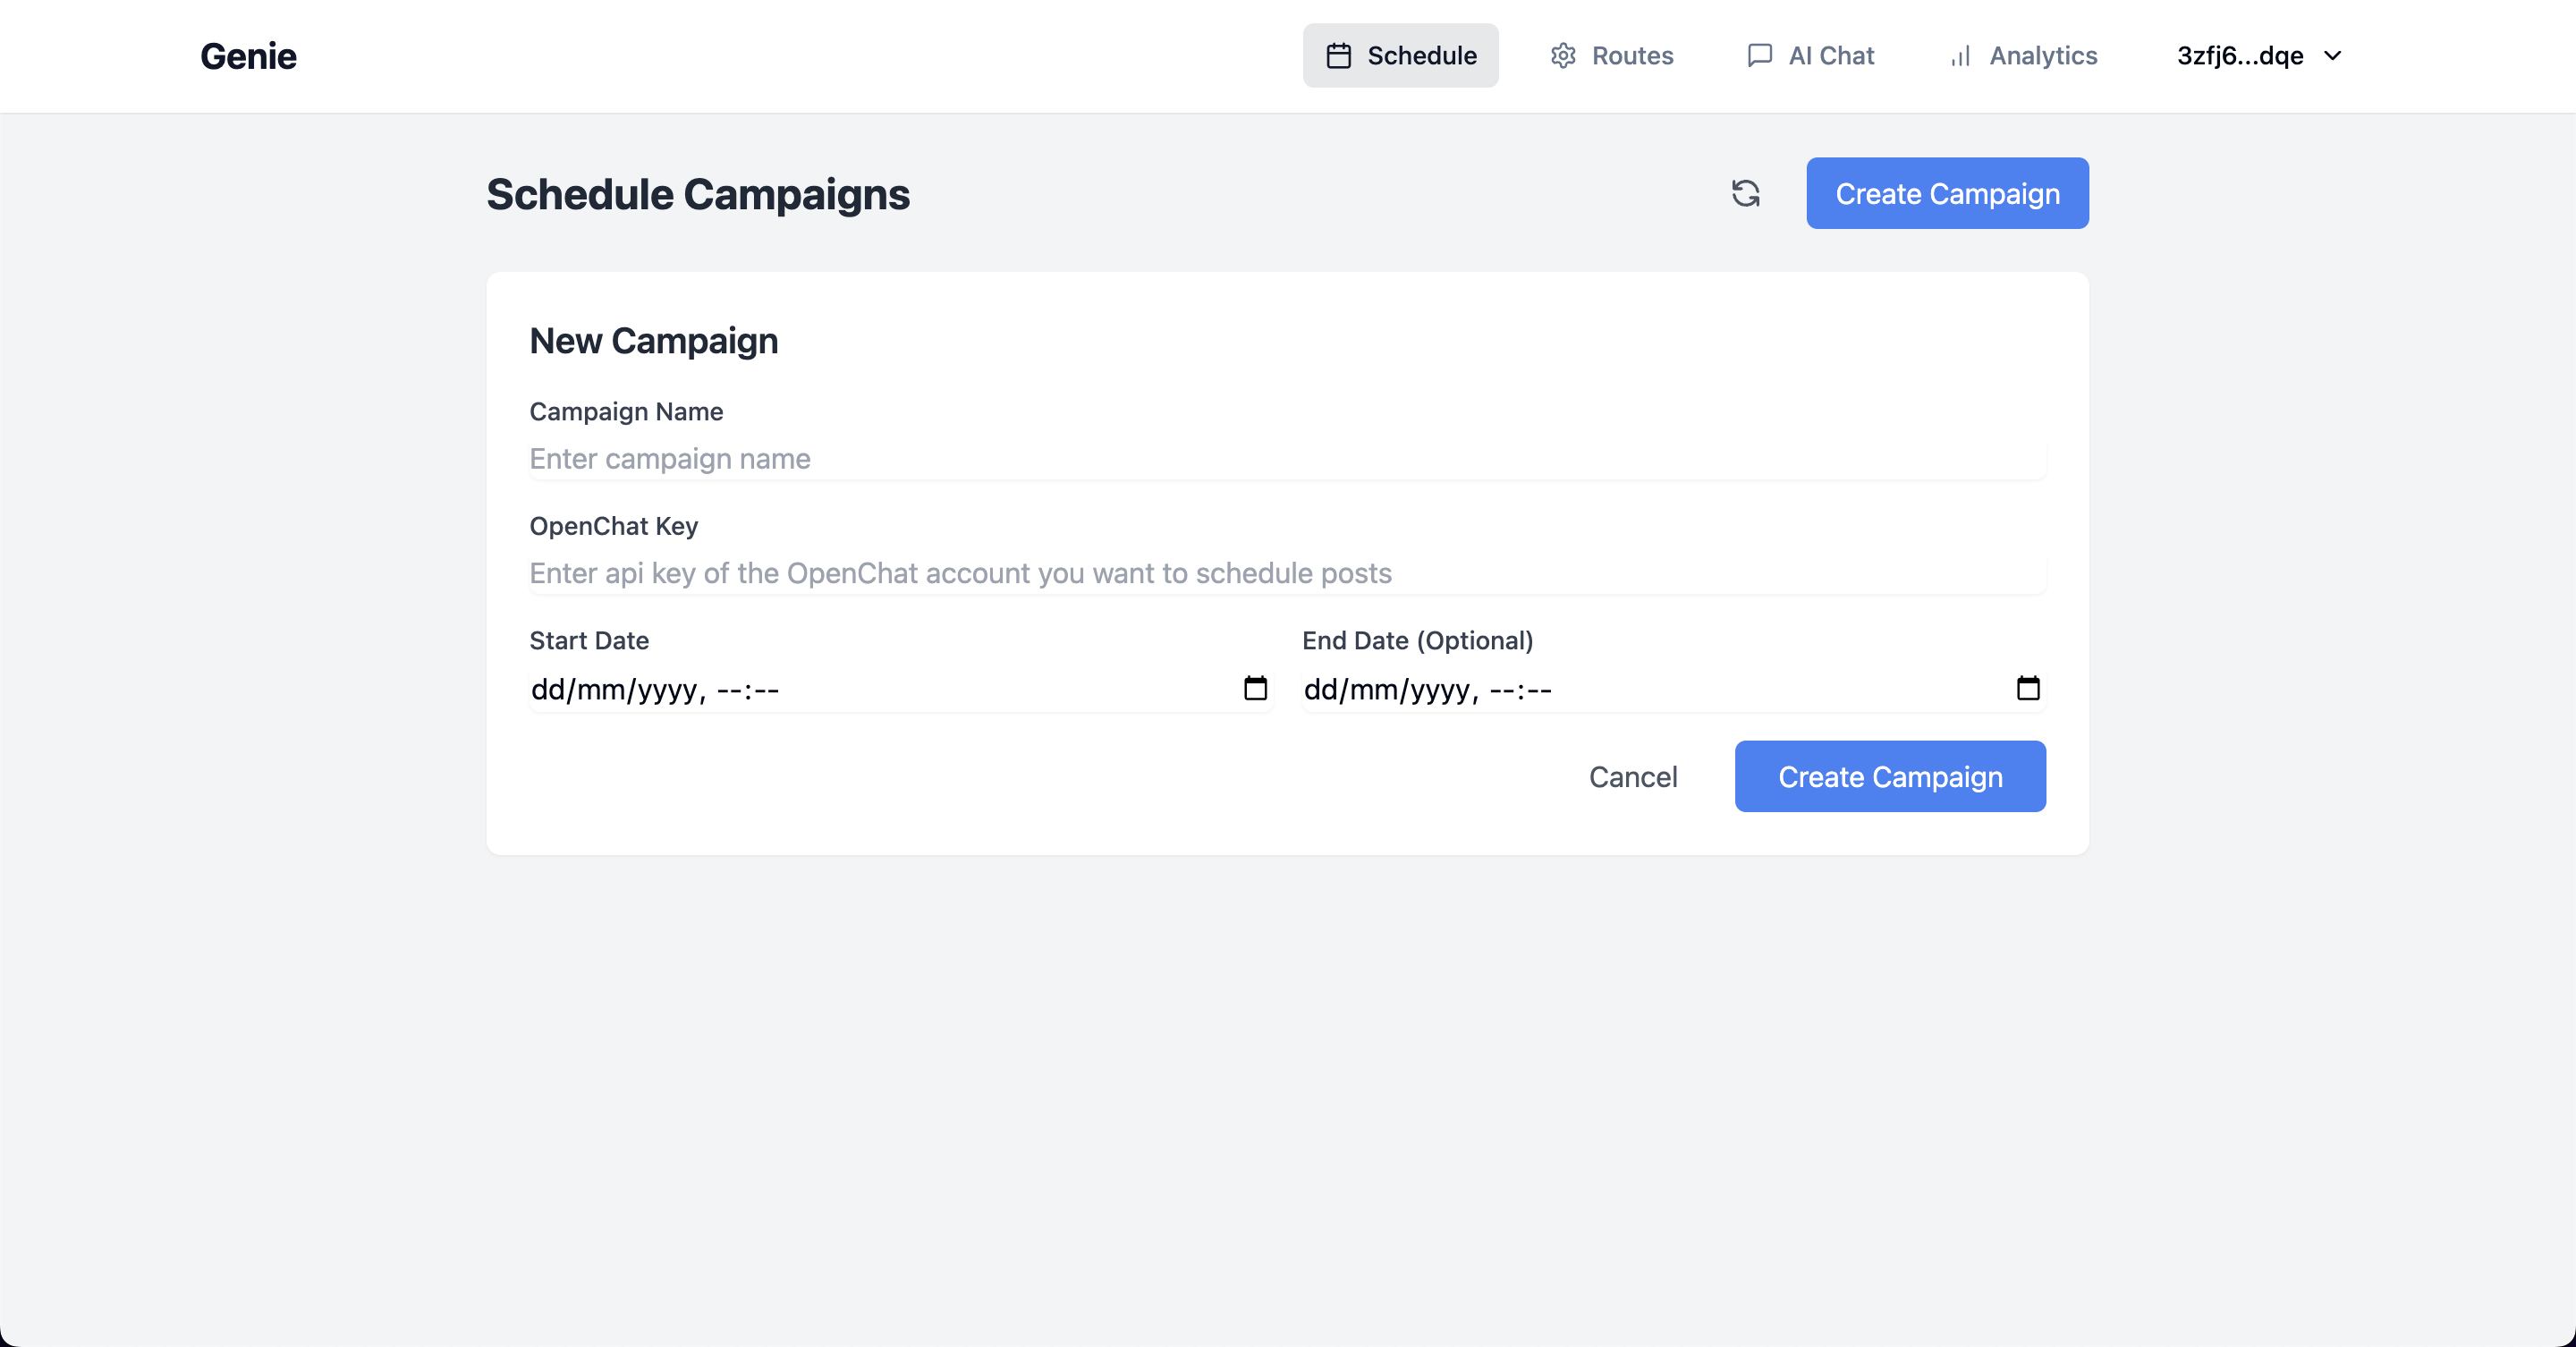 Genie
Schedule
Routes
AI Chat
Analytics
3zfj6...dqe
Schedule Campaigns
Create Campaign
New Campaign
Campaign Name
Enter campaign name
OpenChat Key
Enter api key of the OpenChat account you want to schedule posts
Start Date
End Date (Optional)
dd/mm/yyyy, --:--
dd/mm/yyyy, --:--
Cancel
Create Campaign